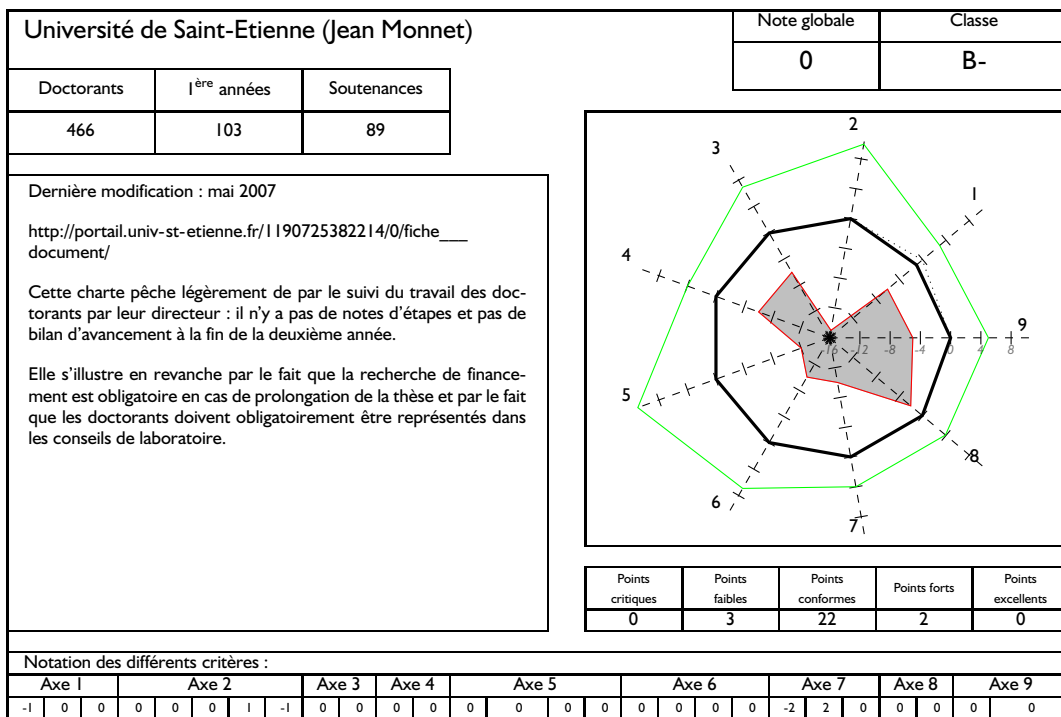 Université de Saint-Etienne (Jean Monnet)
Note globale Classe
0 B-
Doctorants 1ère années Soutenances
466 103 89
Dernière modification : mai 2007
http://portail.univ-st-etienne.fr/1190725382214/0/fiche___
document/
Cette charte pêche légèrement de par le suivi du travail des doc-
torants par leur directeur : il n'y a pas de notes d'étapes et pas de
bilan d'avancement à la fin de la deuxième année.
Elle s'illustre en revanche par le fait que la recherche de finance-
ment est obligatoire en cas de prolongation de la thèse et par le fait
que les doctorants doivent obligatoirement être représentés dans
les conseils de laboratoire.
2
3
1
4
9
-16 -12 -8 -4 0 4 8
5
8
6
7
Points critiques Points faibles Points conformes Points forts Points excellents
0 3 22 2 0
Notation des différents critères :
Axe 1 Axe 2 Axe 3 Axe 4 Axe 5 Axe 6 Axe 7 Axe 8 Axe 9
-1 0 0 0 0 0 1 -1 0 0 0 0 0 0 0 0 0 0 0 0 0 0 -2 2 0 0 0 0 0